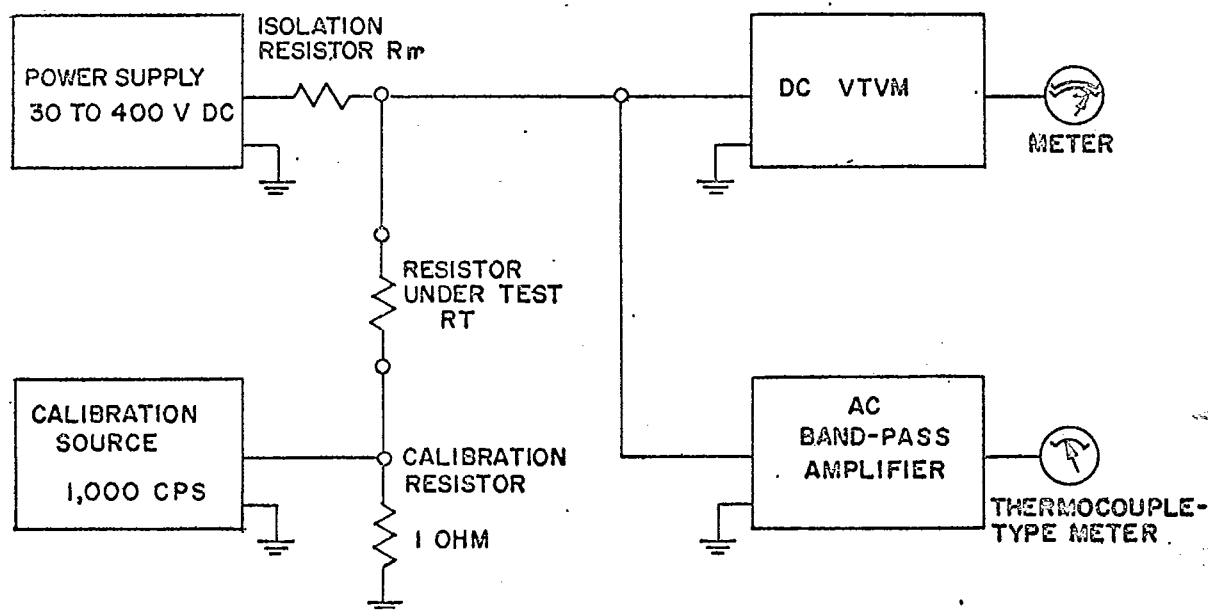 ISOLATION
RESISTOR Rm
POWER SUPPLY
30 TO 400 V DC
DC VTVM
METER
RESISTOR
UNDER TEST
RT
CALIBRATION
SOURCE
1,000 CPS
CALIBRATION
RESISTOR
1 OHM
AC
BAND-PASS
AMPLIFIER
THERMOCOUPLE-
TYPE METER